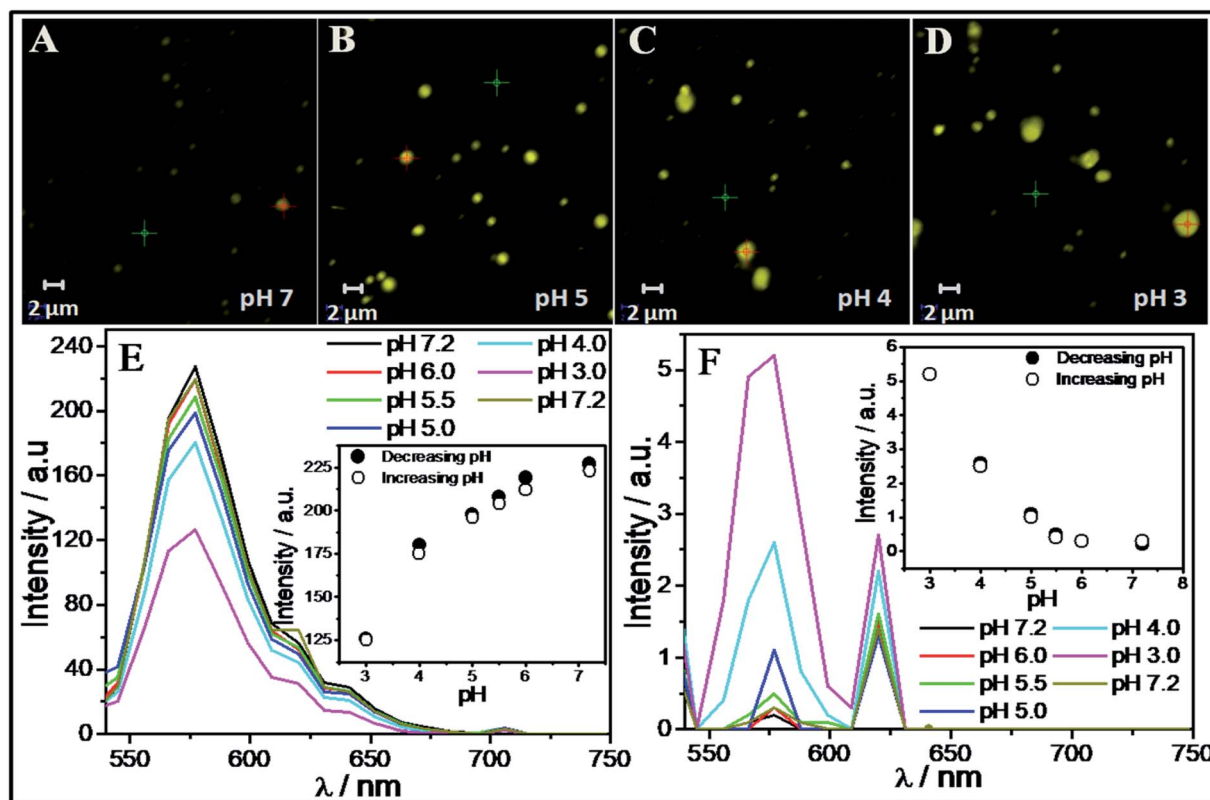 A
B
C
D
2 μm
pH 7
2 μm
pH 5
2 μm
pH 4
2 μm
pH 3
E
pH 7.2
pH 4.0
pH 6.0
pH 3.0
pH 5.5
pH 7.2
pH 5.0
Intensity / a.u
240
200
160
120
80
40
0
550 600 650 700 750
λ / nm
Decreasing pH
Increasing pH
Intensity / a.u.
225
200
175
150
125
3 4 5 6 7
pH
F
Intensity / a.u.
5
4
3
2
1
0
550 600 650 700 750
λ / nm
Decreasing pH
Increasing pH
Intensity / a.u.
6
5
4
3
2
1
0
3 4 5 6 7 8
pH
pH 7.2
pH 4.0
pH 6.0
pH 3.0
pH 5.5
pH 7.2
pH 5.0